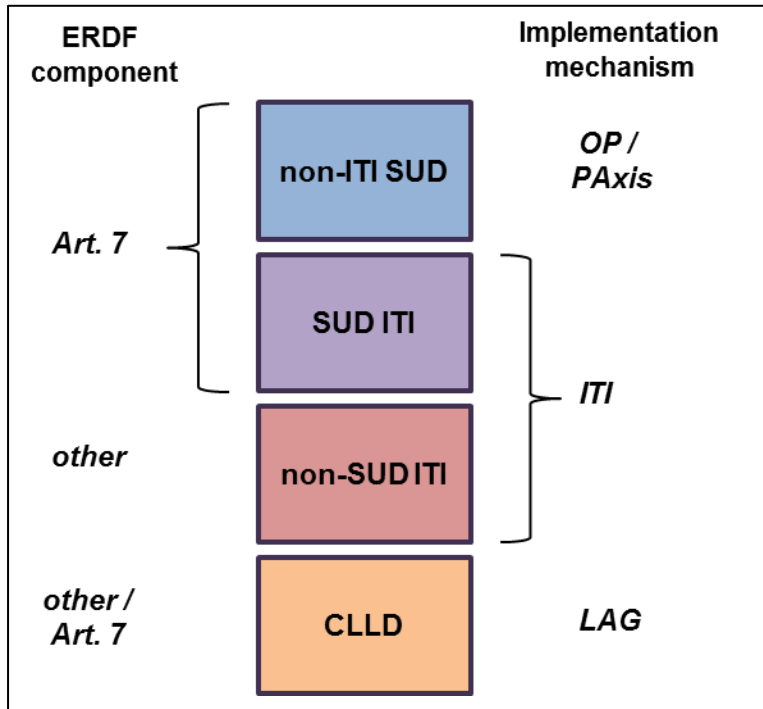 ERDF
component
Implementation
mechanism
non-ITI SUD
OP /
PAxis
Art. 7
SUD ITI
ITI
other
non-SUD ITI
other /
Art. 7
CLLD
LAG